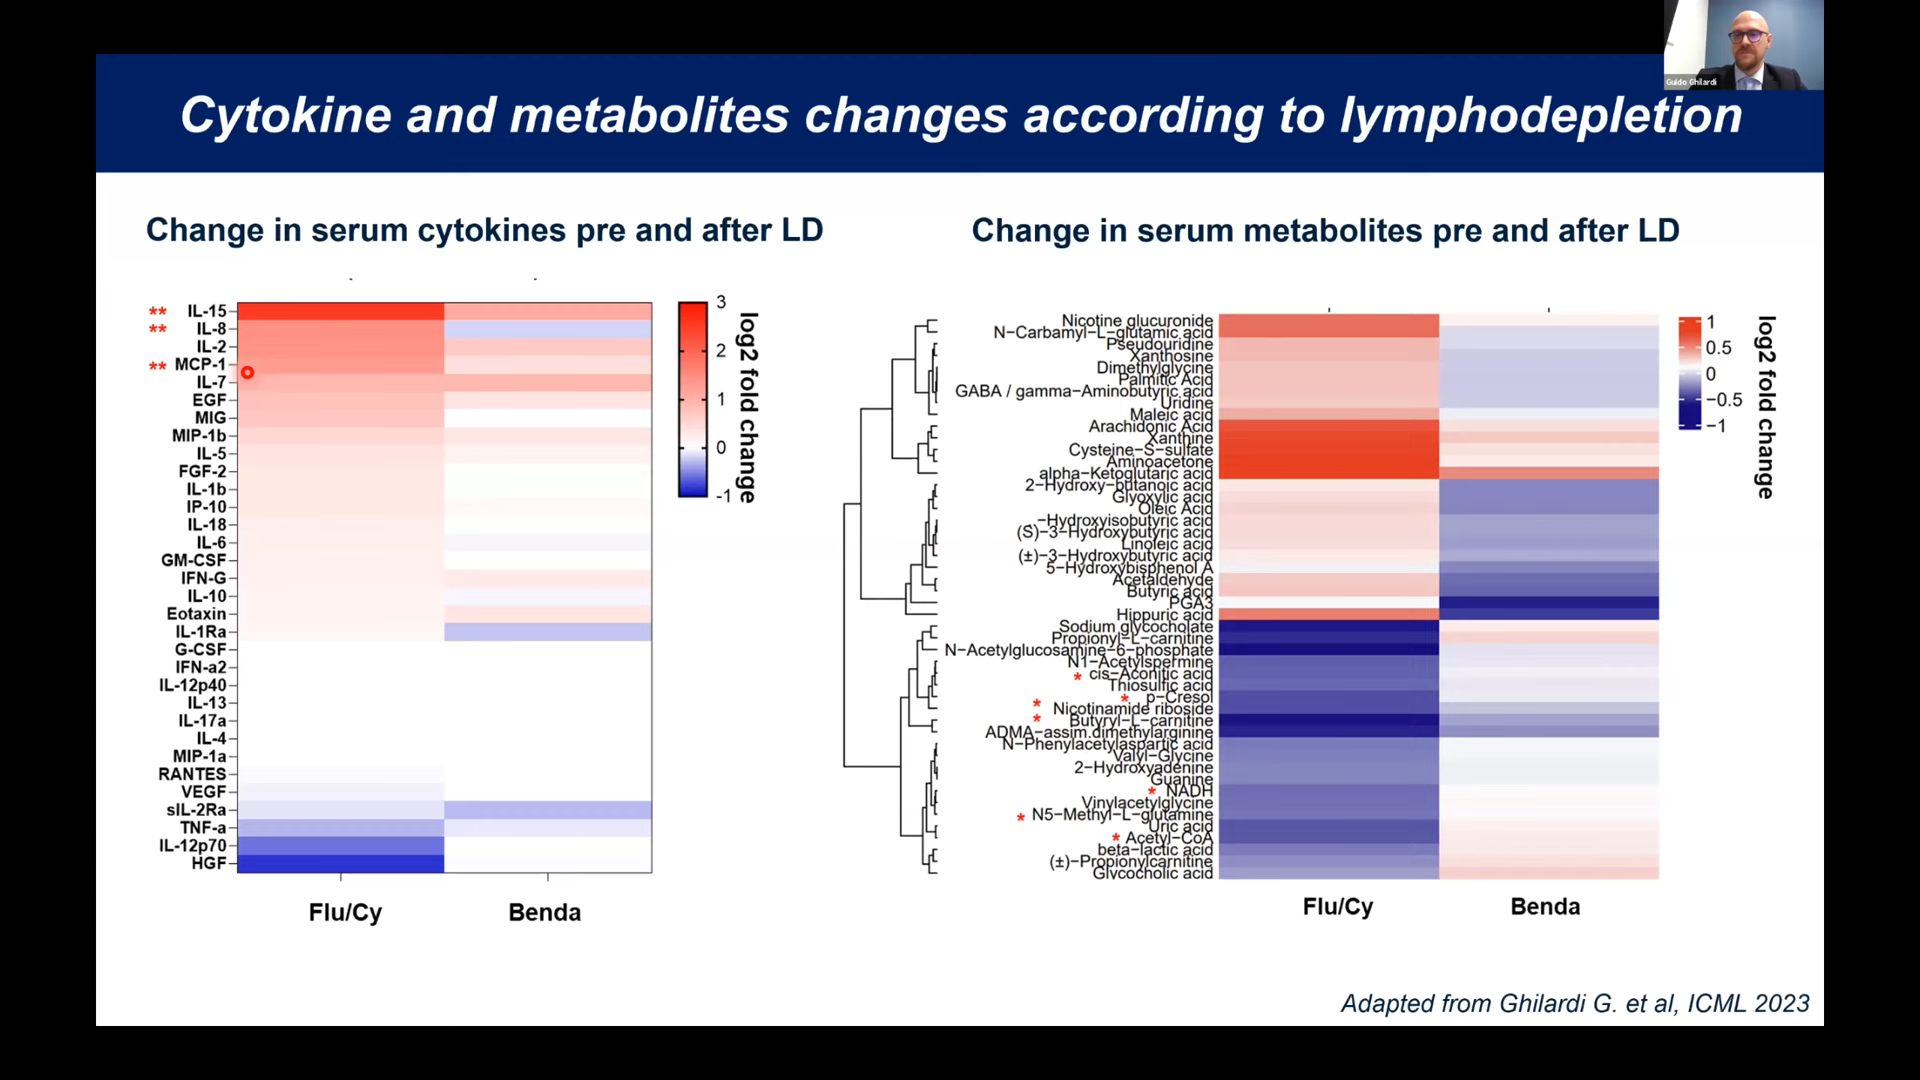 Guido Ghilardi
Cytokine and metabolites changes according to lymphodepletion
Change in serum cytokines pre and after LD
** IL-15
** IL-8
IL-2
** MCP-1
IL-7
EGF
MIG
MIP-1b
IL-5
FGF-2
IL-1b
IP-10
IL-18
IL-6
GM-CSF
IFN-G
IL-10
Eotaxin
IL-1Ra
G-CSF
IFN-a2
IL-12p40
IL-13
IL-17a
IL-4
MIP-1a
RANTES
VEGF
sIL-2Ra
TNF-a
IL-12p70
HGF
Flu/Cy
Benda
3
2
1
0
-1
log2 fold change
Change in serum metabolites pre and after LD
Nicotine glucuronide
N−Carbamyl−L−glutamic acid
Pseudouridine
Xanthosine
Dimethylglycine
Palmitic Acid
GABA / gamma−Aminobutyric acid
Uridine
Maleic acid
Arachidonic Acid
Xanthine
Cysteine−S−sulfate
Aminoacetone
alpha−Ketoglutaric acid
2−Hydroxy−butanoic acid
Glyoxylic acid
Oleic Acid
−Hydroxyisobutyric acid
(S)−3−Hydroxybutyric acid
Linoleic acid
(±)−3−Hydroxybutyric acid
5−Hydroxybisphenol A
Acetaldehyde
Butyric acid
PGA3
Hippuric acid
Sodium glycocholate
Propionyl−L−carnitine
N−Acetylglucosamine−6−phosphate
N1−Acetylspermine
* cis−Aconitic acid
Thiosulfic acid
* p−Cresol
* Nicotinamide riboside
* Butyryl−L−carnitine
ADMA−assim.dimethylarginine
N−Phenylacetylaspartic acid
Valyl−Glycine
2−Hydroxyadenine
Guanine
* NADH
Vinylacetylglycine
* N5−Methyl−L−glutamine
Uric acid
* Acetyl−CoA
beta−lactic acid
(±)−Propionylcarnitine
Glycocholic acid
Flu/Cy
Benda
1
0.5
0
−0.5
−1
log2 fold change
Adapted from Ghilardi G. et al, ICML 2023